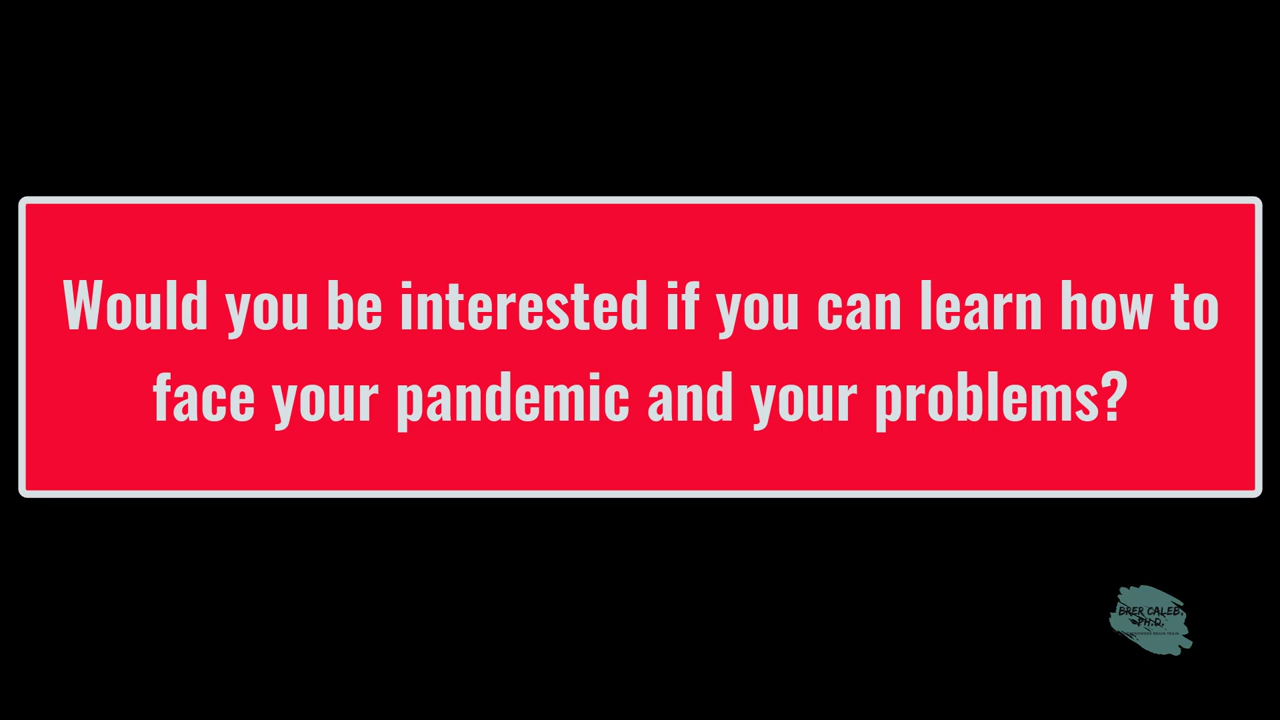 Would you be interested if you can learn how to
face your pandemic and your problems?
BRER CALEB,
PH.D.